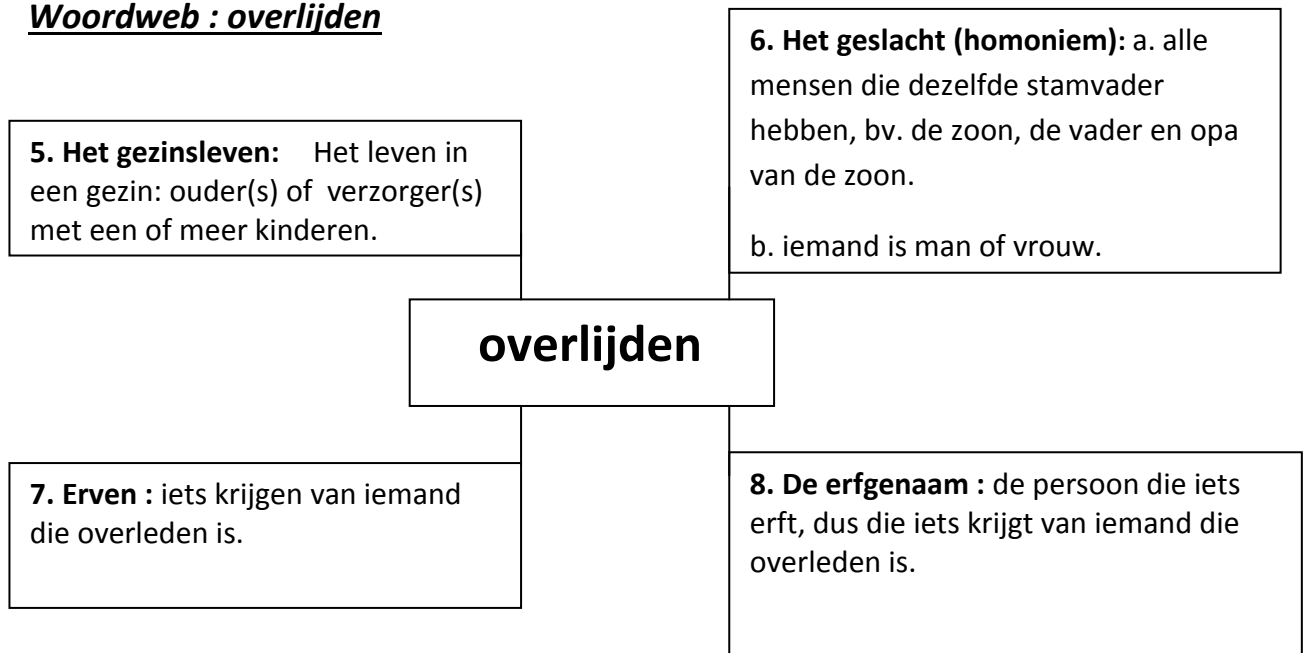 Woordweb : overlijden
6. Het geslacht (homoniem): a. alle
mensen die dezelfde stamvader
hebben, bv. de zoon, de vader en opa
van de zoon.
b. iemand is man of vrouw.
5. Het gezinsleven: Het leven in
een gezin: ouder(s) of verzorger(s)
met een of meer kinderen.
overlijden
7. Erven : iets krijgen van iemand
die overleden is.
8. De erfgenaam : de persoon die iets
erft, dus die iets krijgt van iemand die
overleden is.